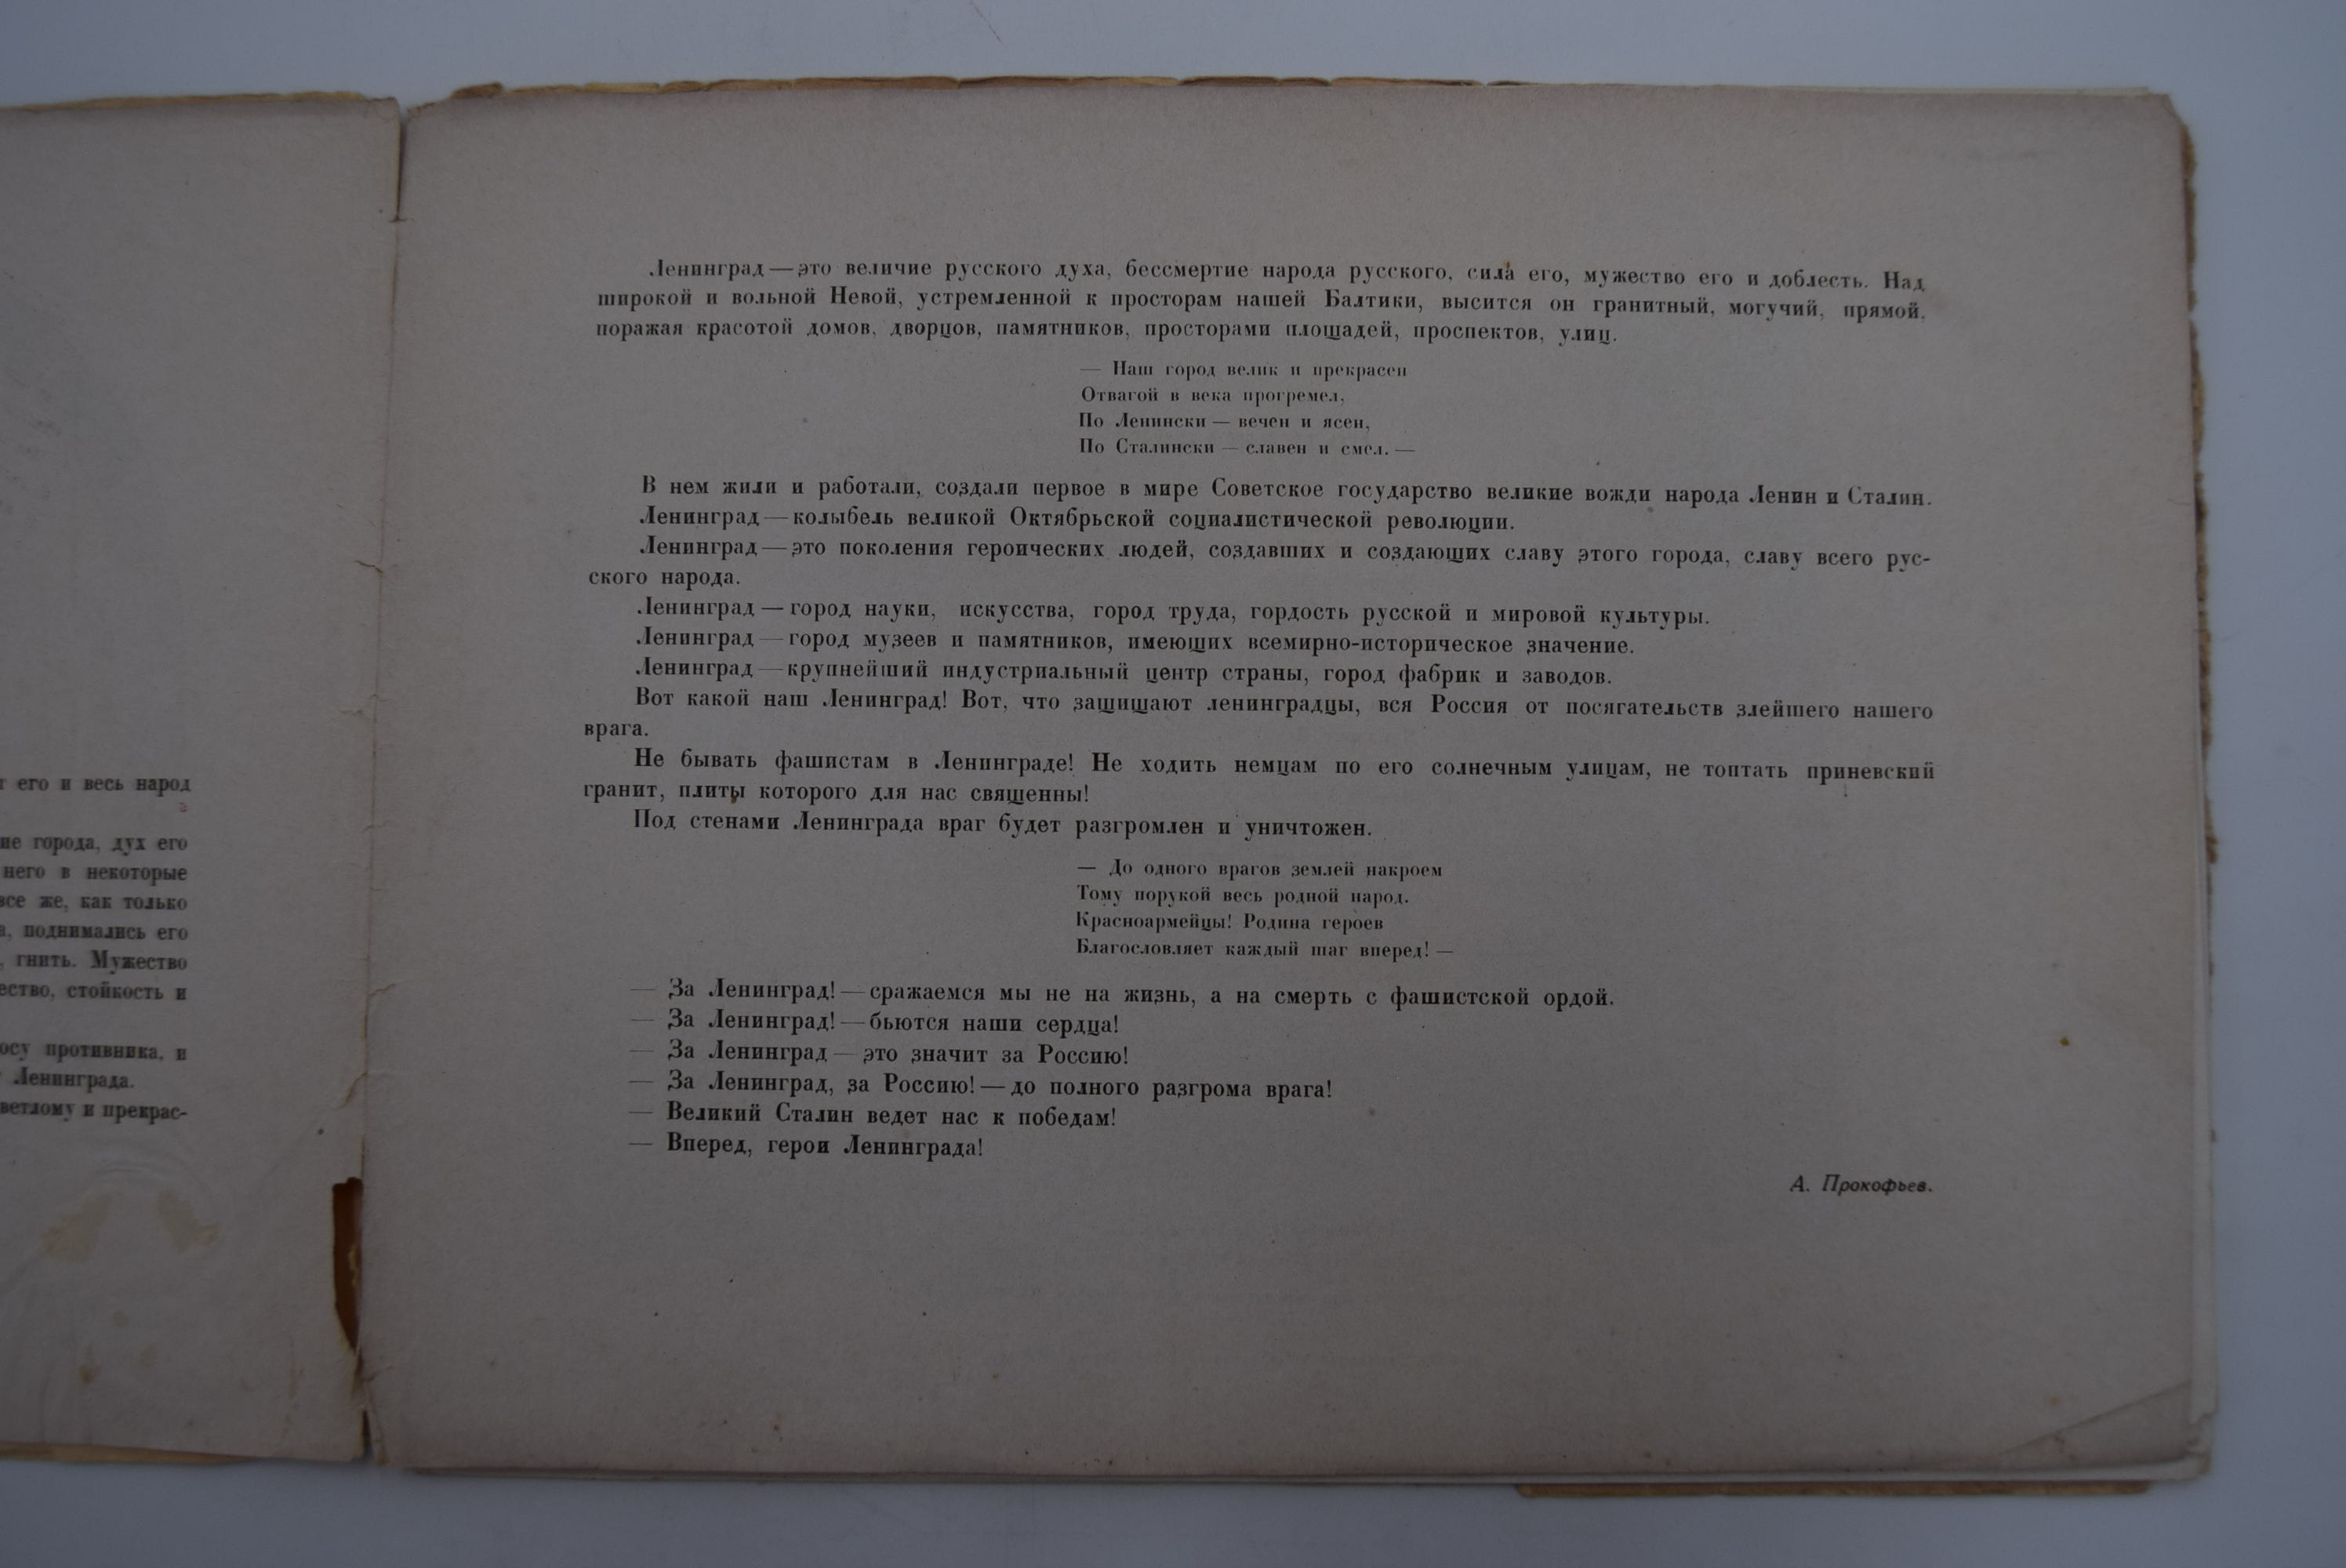 его и весь народ
города, дух его
него в некоторые
все же, как только
поднимались его
гнить. Мужество
стойкость и
противника, и
Ленинграда.
и прекрас-
Ленинград — это величие русского духа, бессмертие народа русского, сила его, мужество его и доблесть. Над
широкой и вольной Невой, устремленной к просторам нашей Балтики, высится он гранитный, могучий, прямой,
поражая красотой домов, дворцов, памятников, просторами площадей, проспектов, улиц.
— Наш город велик и прекрасен
Отвагой в века прогремел,
По Ленински — вечен и ясен,
По Сталински — славен и смел. —
В нем жили и работали, создали первое в мире Советское государство великие вожди народа Ленин и Сталин.
Ленинград — колыбель великой Октябрьской социалистической революции.
Ленинград — это поколения героических людей, создавших и создающих славу этого города, славу всего рус-
ского народа.
Ленинград — город науки, искусства, город труда, гордость русской и мировой культуры.
Ленинград — город музеев и памятников, имеющих всемирно-историческое значение.
Ленинград — крупнейший индустриальный центр страны, город фабрик и заводов.
Вот какой наш Ленинград! Вот, что защищают ленинградцы, вся Россия от посягательств злейшего нашего
врага.
Не бывать фашистам в Ленинграде! Не ходить немцам по его солнечным улицам, не топтать приневский
гранит, плиты которого для нас священны!
Под стенами Ленинграда враг будет разгромлен и уничтожен.
— До одного врагов землей накроем
Тому порукой весь родной народ.
Красноармейцы! Родина героев
Благословляет каждый шаг вперед! —
— За Ленинград! — сражаемся мы не на жизнь, а на смерть с фашистской ордой.
— За Ленинград! — бьются наши сердца!
— За Ленинград — это значит за Россию!
— За Ленинград, за Россию! — до полного разгрома врага!
— Великий Сталин ведет нас к победам!
— Вперед, герои Ленинграда!
А. Прокофьев.